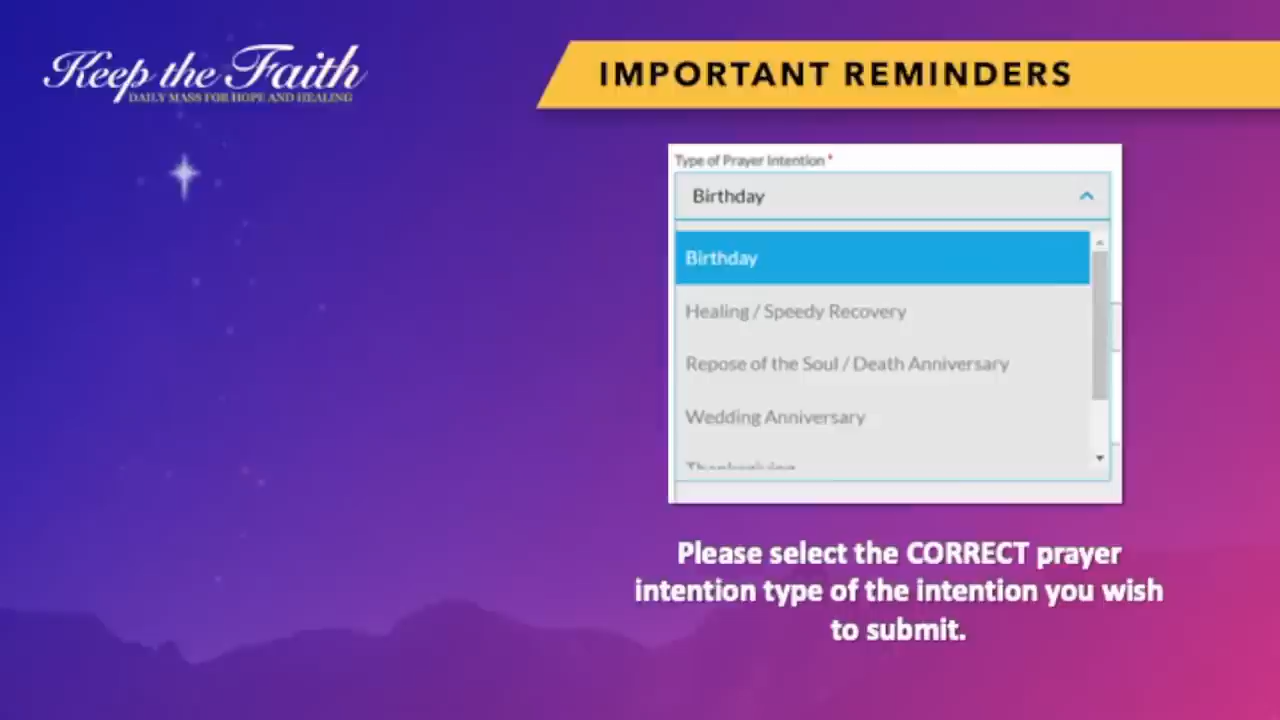 Keep the Faith
DAILY MASS FOR HOPE AND HEALING
IMPORTANT REMINDERS
Type of Prayer Intention *
Birthday
Birthday
Healing / Speedy Recovery
Repose of the Soul / Death Anniversary
Wedding Anniversary
Thanksgiving
Please select the CORRECT prayer
intention type of the intention you wish
to submit.